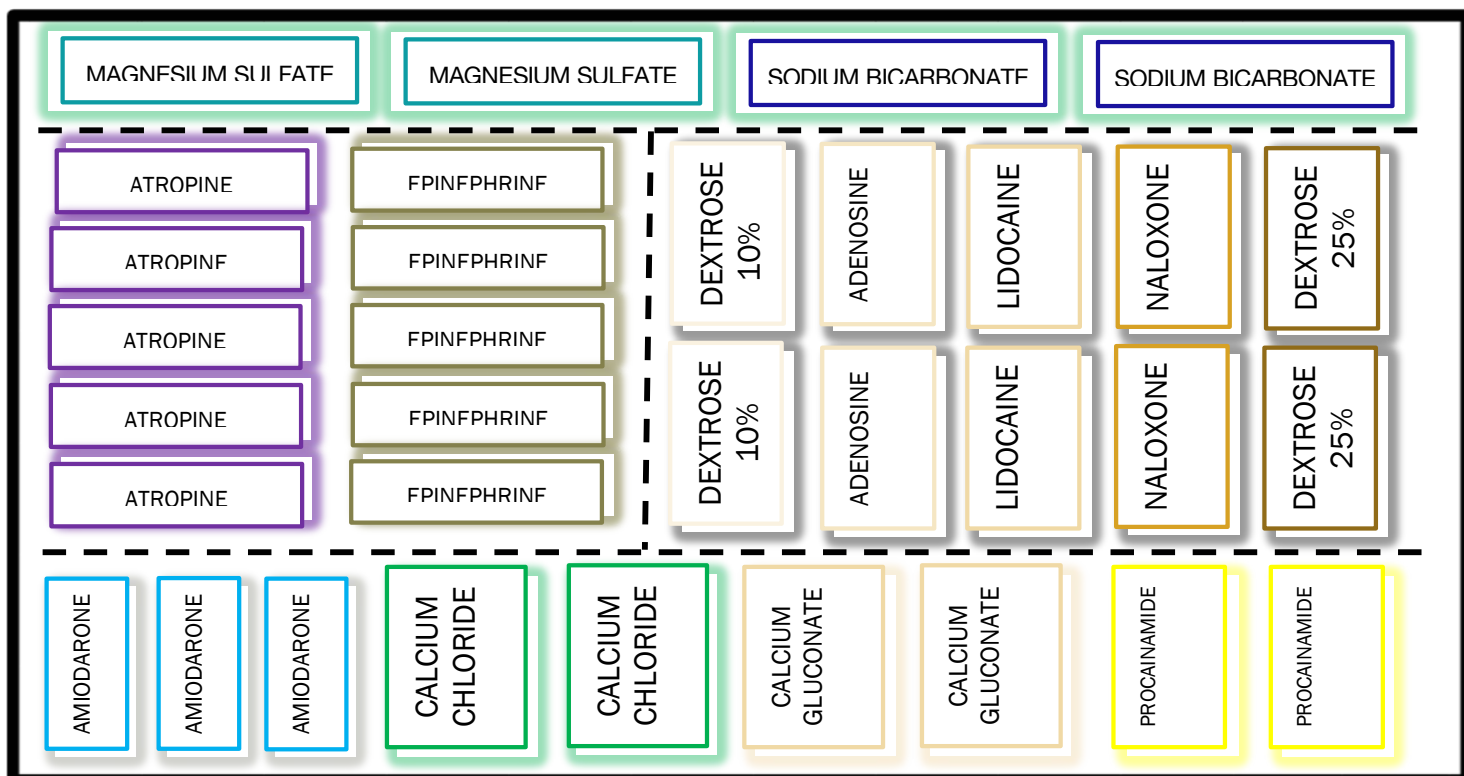 MAGNESIUM SULFATE
MAGNESIUM SULFATE
SODIUM BICARBONATE
SODIUM BICARBONATE
ATROPINE
ATROPINE
ATROPINE
ATROPINE
ATROPINE
EPINEPHRINE
EPINEPHRINE
EPINEPHRINE
EPINEPHRINE
EPINEPHRINE
DEXTROSE
10%
ADENOSINE
LIDOCAINE
NALOXONE
DEXTROSE
25%
DEXTROSE
10%
ADENOSINE
LIDOCAINE
NALOXONE
DEXTROSE
25%
AMIODARONE
AMIODARONE
AMIODARONE
CALCIUM
CHLORIDE
CALCIUM
CHLORIDE
CALCIUM
GLUCONATE
CALCIUM
GLUCONATE
PROCAINAMIDE
PROCAINAMIDE